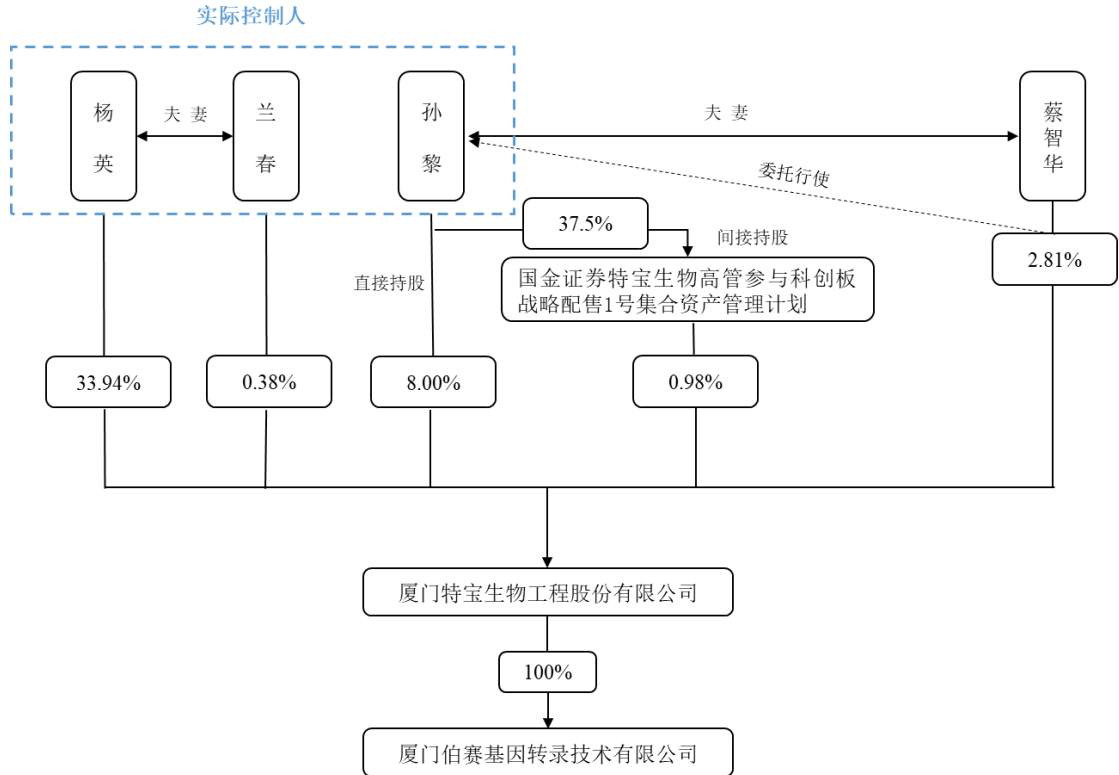 实际控制人
杨英
夫 妻
兰春
孙黎
夫 妻
蔡智华
委托行使
37.5%
间接持股
2.81%
直接持股
国金证券特宝生物高管参与科创板
战略配售1号集合资产管理计划
33.94%
0.38%
8.00%
0.98%
厦门特宝生物工程股份有限公司
100%
厦门伯赛基因转录技术有限公司